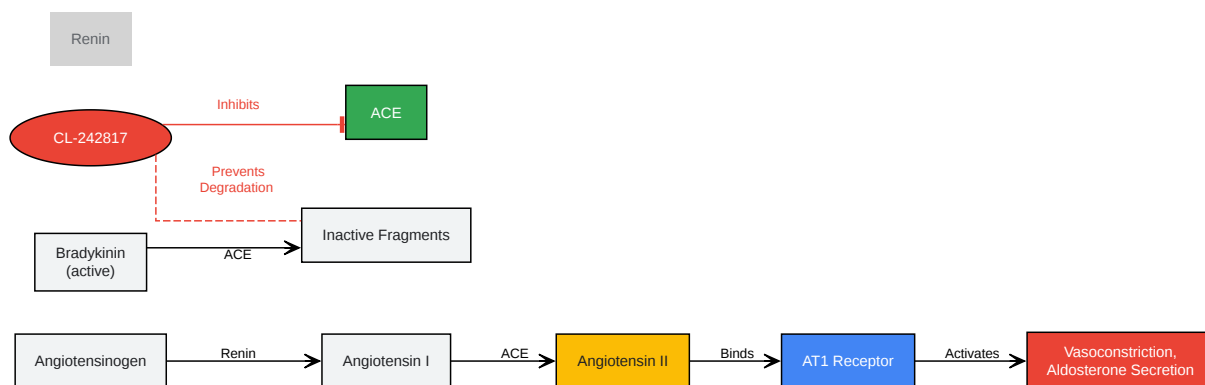 Renin
Inhibits
ACE
CL-242817
Prevents
Degradation
Inactive Fragments
Bradykinin
(active)
ACE
Angiotensinogen
Renin
Angiotensin I
ACE
Angiotensin II
Binds
AT1 Receptor
Activates
Vasoconstriction,
Aldosterone Secretion